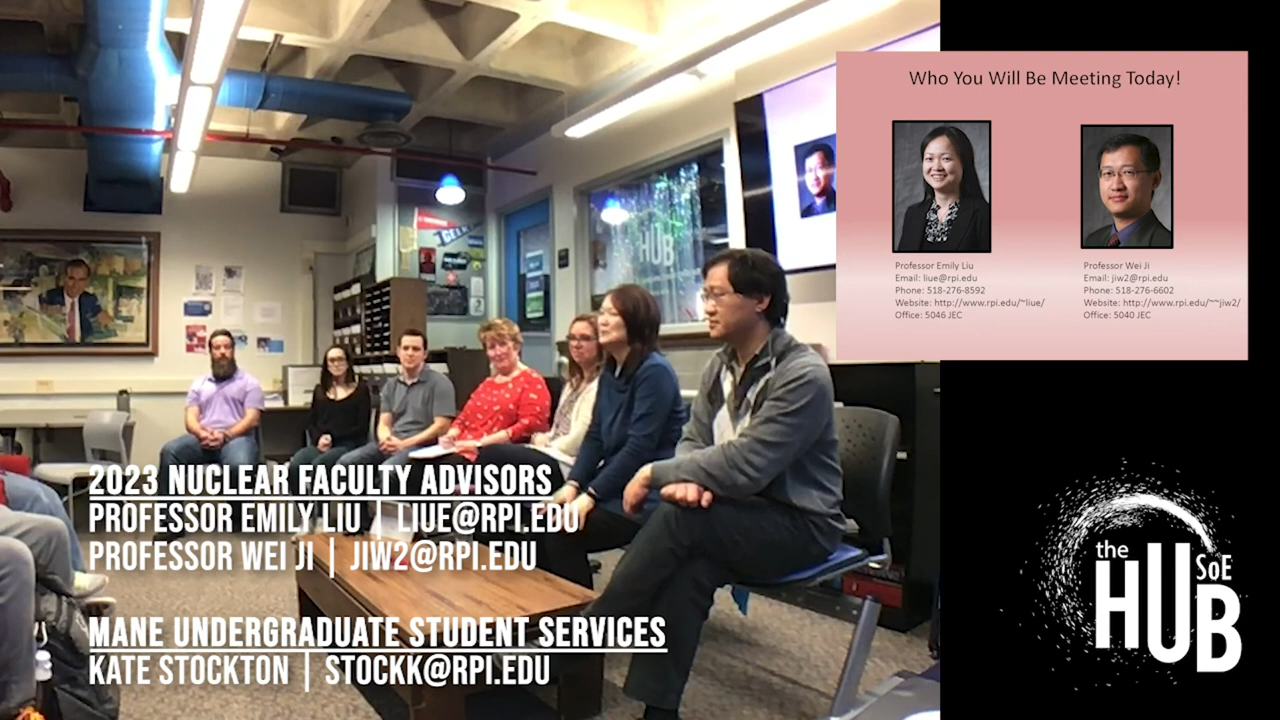 Who You Will Be Meeting Today!
Professor Emily Liu
Email: liue@rpi.edu
Phone: 518-276-8592
Website: http://www.rpi.edu/~liue/
Office: 5046 JEC
Professor Wei Ji
Email: jiw2@rpi.edu
Phone: 518-276-6602
Website: http://www.rpi.edu/~~jiw2/
Office: 5040 JEC
GEEK
HUB
2023 NUCLEAR FACULTY ADVISORS
PROFESSOR EMILY LIU | LIUE@RPI.EDU
PROFESSOR WEI JI | JIW2@RPI.EDU
MANE UNDERGRADUATE STUDENT SERVICES
KATE STOCKTON | STOCKK@RPI.EDU
the
HUB
SoE